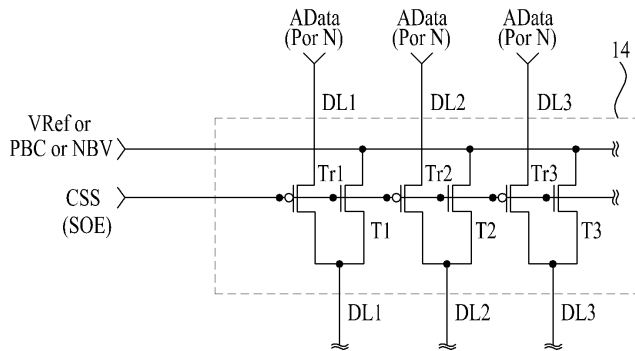 AData AData AData
(Por N) (Por N) (Por N)
14
DL1 DL2 DL3
VRef or
PBC or NBV
Tr1 Tr2 Tr3
CSS
(SOE)
T1 T2 T3
DL1 DL2 DL3